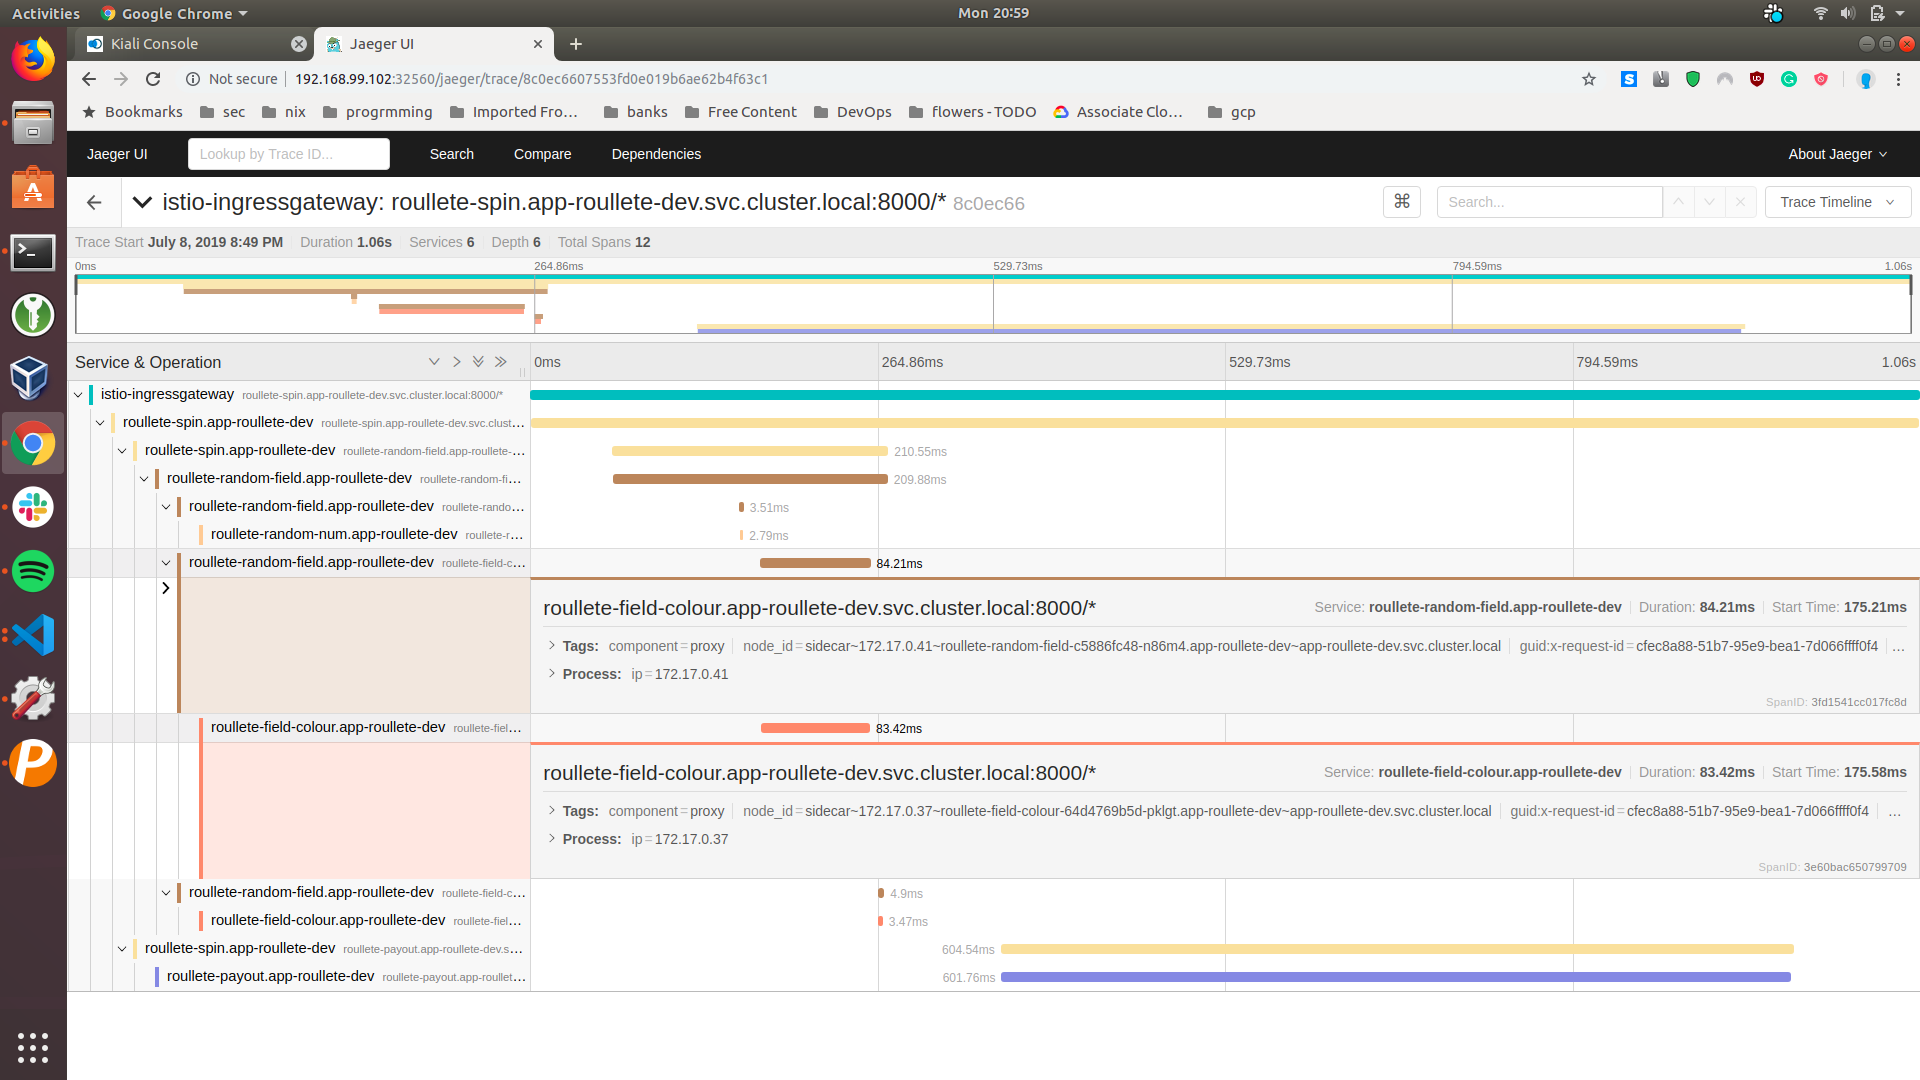 Activities Google Chrome Mon 20:59
Kiali Console Jaeger UI
Not secure 192.168.99.102:32560/jaeger/trace/8c0ec6607553fd0e019b6ae62b4f63c1
Bookmarks sec nix progrmming Imported Fro... banks Free Content DevOps flowers - TODO Associate Clo... gcp
Jaeger UI Lookup by Trace ID... Search Compare Dependencies About Jaeger
istio-ingressgateway: roullete-spin.app-roullete-dev.svc.cluster.local:8000/* 8c0ec66 ⌘ Search... Trace Timeline
Trace Start July 8, 2019 8:49 PM Duration 1.06s Services 6 Depth 6 Total Spans 12
0ms 264.86ms 529.73ms 794.59ms 1.06s
Service & Operation 0ms 264.86ms 529.73ms 794.59ms 1.06s
istio-ingressgateway roullete-spin.app-roullete-dev.svc.cluster.local:8000/*
roullete-spin.app-roullete-dev roullete-spin.app-roullete-dev.svc.clust...
roullete-spin.app-roullete-dev roullete-random-field.app-roullete-... 210.55ms
roullete-random-field.app-roullete-dev roullete-random-fi... 209.88ms
roullete-random-field.app-roullete-dev roullete-rando... 3.51ms
roullete-random-num.app-roullete-dev roullete-r... 2.79ms
roullete-random-field.app-roullete-dev roullete-field-c... 84.21ms
roullete-field-colour.app-roullete-dev.svc.cluster.local:8000/* Service: roullete-random-field.app-roullete-dev Duration: 84.21ms Start Time: 175.21ms
Tags: component = proxy node_id = sidecar~172.17.0.41~roullete-random-field-c5886fc48-n86m4.app-roullete-dev~app-roullete-dev.svc.cluster.local guid:x-request-id = cfec8a88-51b7-95e9-bea1-7d066ffff0f4 ...
Process: ip = 172.17.0.41
SpanID: 3fd1541cc017fc8d
roullete-field-colour.app-roullete-dev roullete-fiel... 83.42ms
roullete-field-colour.app-roullete-dev.svc.cluster.local:8000/* Service: roullete-field-colour.app-roullete-dev Duration: 83.42ms Start Time: 175.58ms
Tags: component = proxy node_id = sidecar~172.17.0.37~roullete-field-colour-64d4769b5d-pklgt.app-roullete-dev~app-roullete-dev.svc.cluster.local guid:x-request-id = cfec8a88-51b7-95e9-bea1-7d066ffff0f4 ...
Process: ip = 172.17.0.37
SpanID: 3e60bac650799709
roullete-random-field.app-roullete-dev roullete-field-c... 4.9ms
roullete-field-colour.app-roullete-dev roullete-fiel... 3.47ms
roullete-spin.app-roullete-dev roullete-payout.app-roullete-dev.s... 604.54ms
roullete-payout.app-roullete-dev roullete-payout.app-roullet... 601.76ms